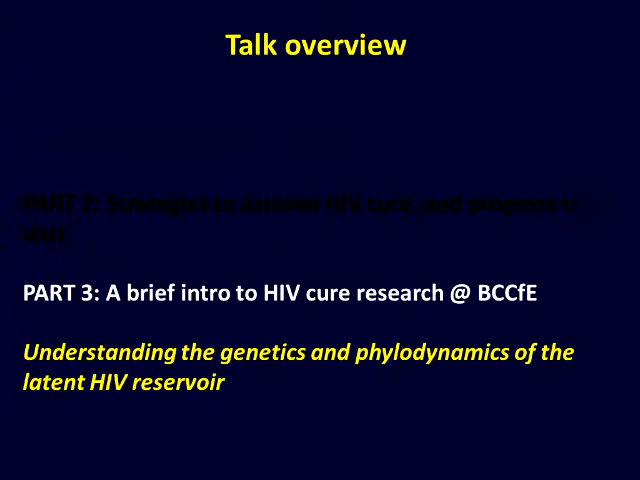 Talk overview
PART 2: Strategies to achieve HIV cure, and progress to
date
PART 3: A brief intro to HIV cure research @ BCCfE
Understanding the genetics and phylodynamics of the
latent HIV reservoir